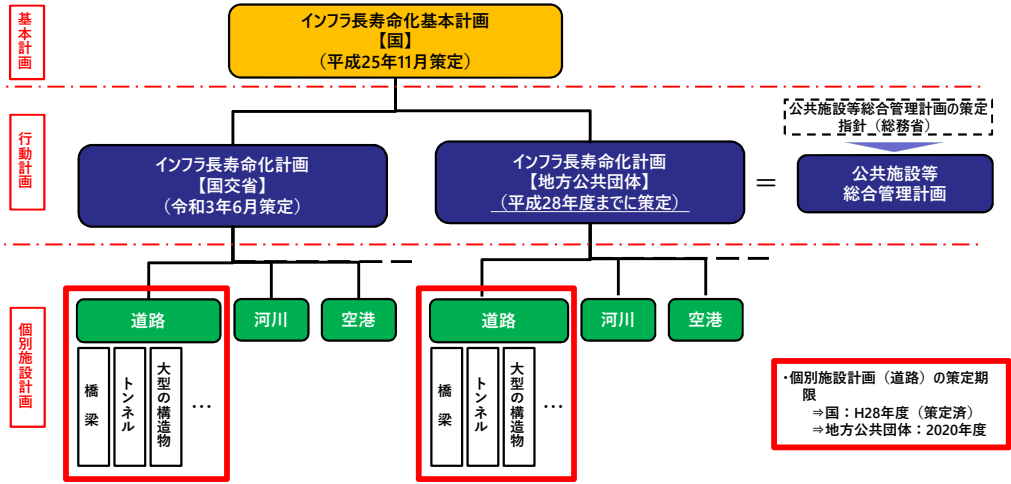 基本計画
インフラ長寿命化基本計画
【国】
（平成25年11月策定）
行動計画
インフラ長寿命化計画
【国交省】
（令和3年6月策定）
インフラ長寿命化計画
【地方公共団体】
（平成28年度までに策定）
＝
公共施設等総合管理計画の策定
指針（総務省）
公共施設等
総合管理計画
個別施設計画
道路
河川
空港
橋梁
トンネル
大型の構造物
…
道路
河川
空港
橋梁
トンネル
大型の構造物
…
・個別施設計画（道路）の策定期
限
⇒国：H28年度（策定済）
⇒地方公共団体：2020年度